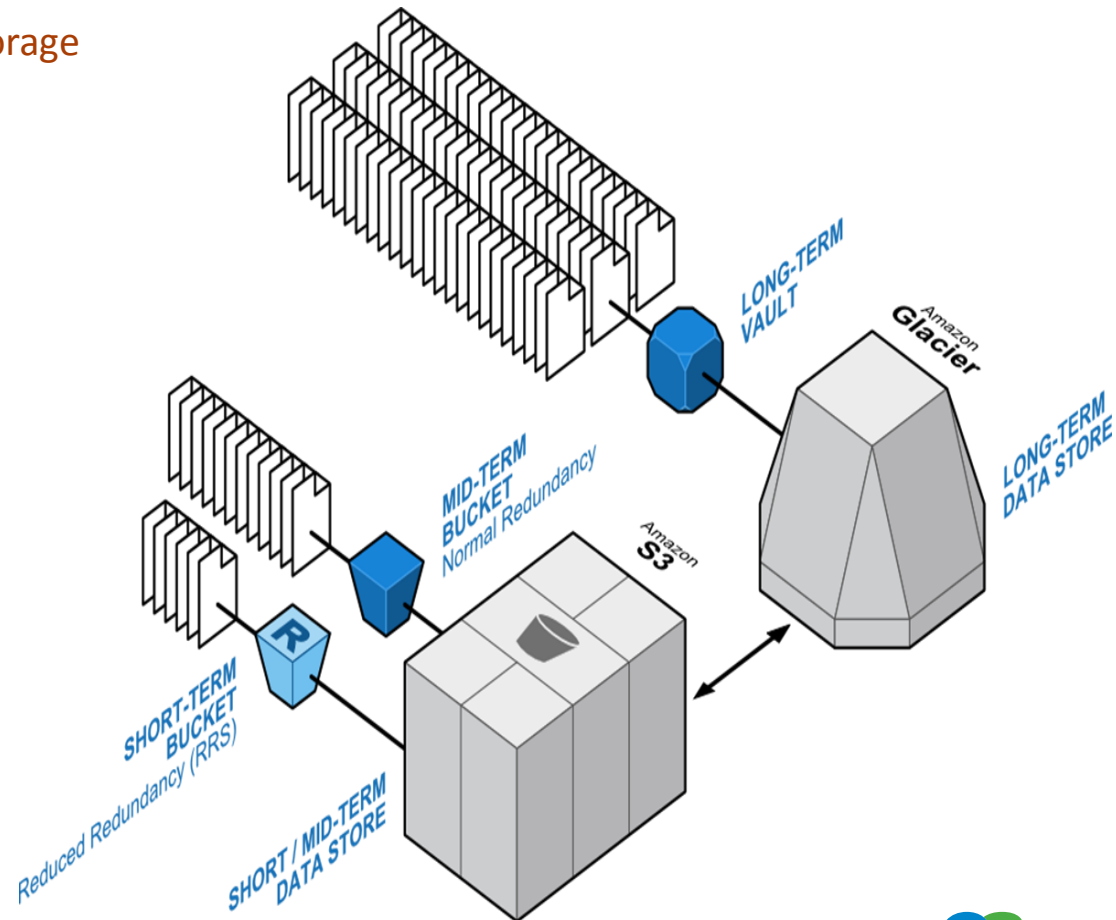 orage
LONG-TERM
VAULT
Amazon
Glacier
LONG-TERM
DATA STORE
MID-TERM
BUCKET
Normal Redundancy
Amazon
S3
R
SHORT-TERM
BUCKET
Reduced Redundancy (RRS)
SHORT / MID-TERM
DATA STORE